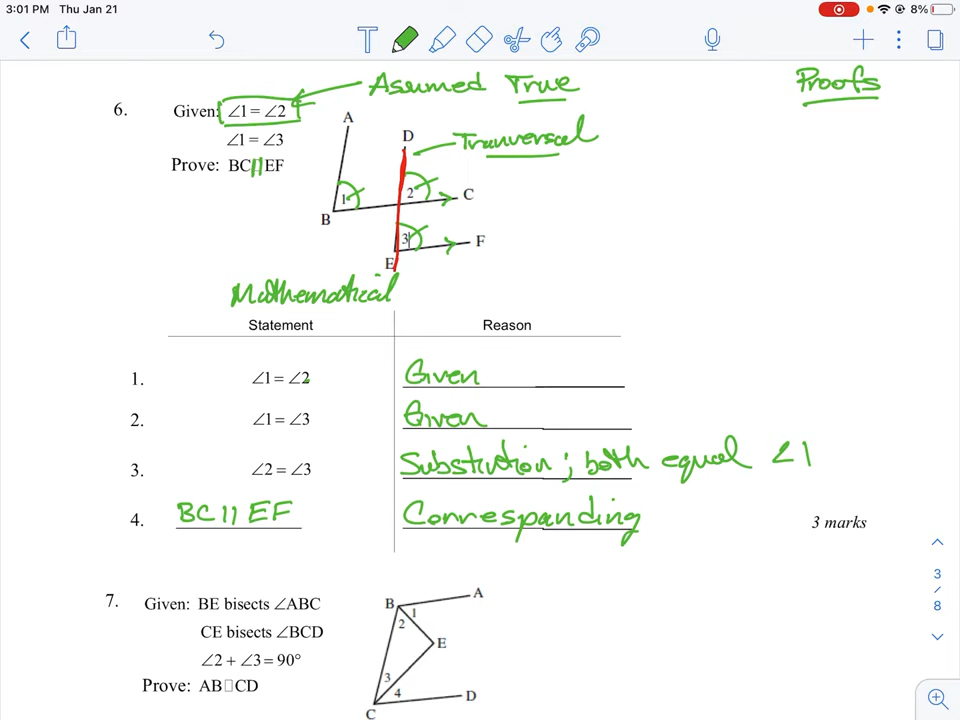 3:01 PM Thu Jan 21 8%
Assumed True
Proofs
6. Given: ∠1 = ∠2
∠1 = ∠3
Prove: BC||EF
A
D
Tranversal
1 2 C
B
3 F
E
Mathematical
Statement Reason
1. ∠1 = ∠2 Given
2. ∠1 = ∠3 Given
3. ∠2 = ∠3 Substivtion; both equal ∠1
4. BC || EF Correspanding 3 marks
3
/
8
7. Given: BE bisects ∠ABC
CE bisects ∠BCD
∠2 + ∠3 = 90°
Prove: AB□CD
B A
1
2
E
3
4 D
C